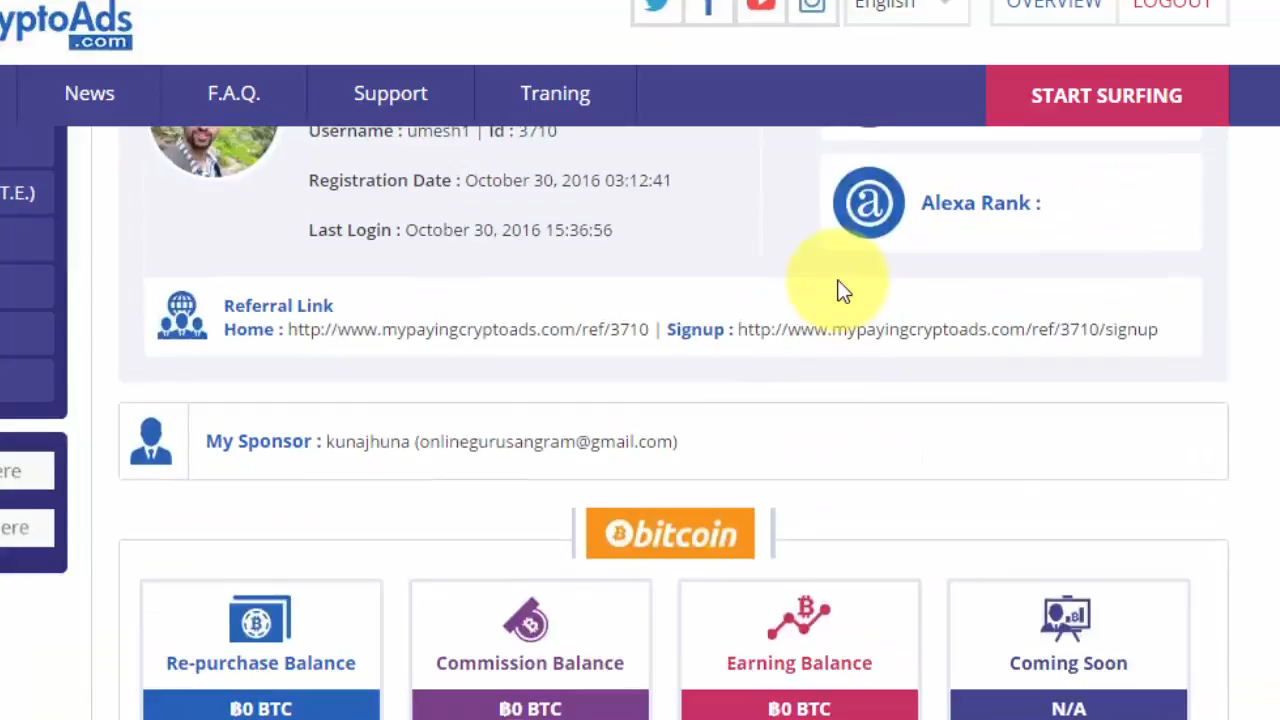 yptoAds
.com
English
OVERVIEW
LOGOUT
News
F.A.Q.
Support
Traning
START SURFING
T.E.)
Username : umesh1 | Id : 3710
Registration Date : October 30, 2016 03:12:41
Last Login : October 30, 2016 15:36:56
Alexa Rank :
Referral Link
Home : http://www.mypayingcryptoads.com/ref/3710 | Signup : http://www.mypayingcryptoads.com/ref/3710/signup
My Sponsor : kunajhuna (onlinegurusangram@gmail.com)
ere
ere
bitcoin
Re-purchase Balance
฿0 BTC
Commission Balance
฿0 BTC
Earning Balance
฿0 BTC
Coming Soon
N/A